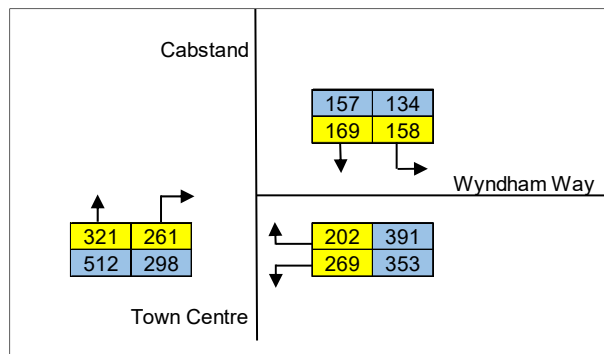 Cabstand
157 134
169 158
Wyndham Way
321 261
512 298
202 391
269 353
Town Centre